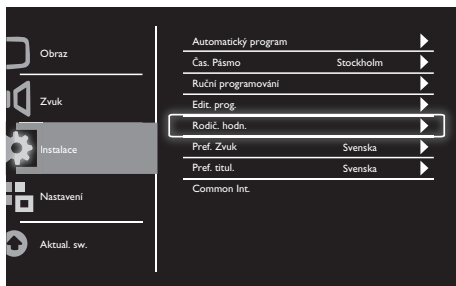 Obraz
Zvuk
Instalace
Nastavení
Aktual. sw.
Automatický program
Čas. Pásmo Stockholm
Ruční programování
Edit. prog.
Rodič. hodn.
Pref. Zvuk Svenska
Pref. titul. Svenska
Common Int.